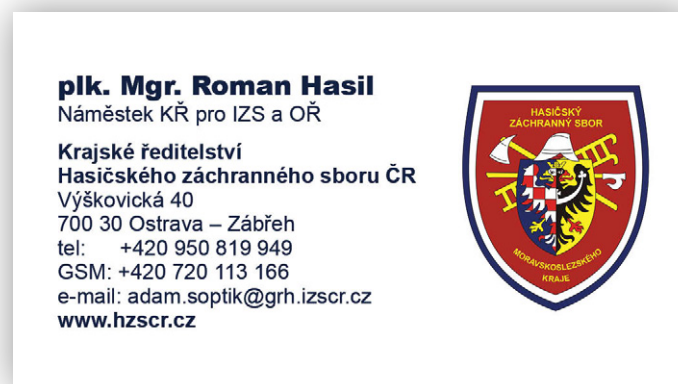 plk. Mgr. Roman Hasil
Náměstek KŘ pro IZS a OŘ
Krajské ředitelství
Hasičského záchranného sboru ČR
Výškovická 40
700 30 Ostrava – Zábřeh
tel: +420 950 819 949
GSM: +420 720 113 166
e-mail: adam.soptik@grh.izscr.cz
www.hzscr.cz
HASIČSKÝ
ZÁCHRANNÝ SBOR
MORAVSKOSLEZSKÉHO
KRAJE